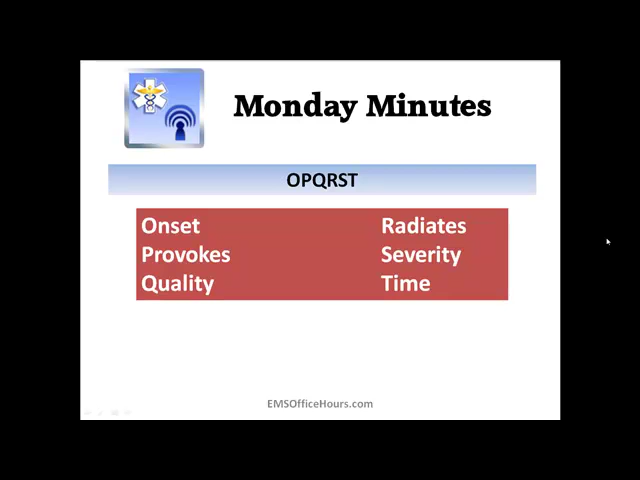 Monday Minutes
OPQRST
Onset
Provokes
Quality
Radiates
Severity
Time
EMSOfficeHours.com